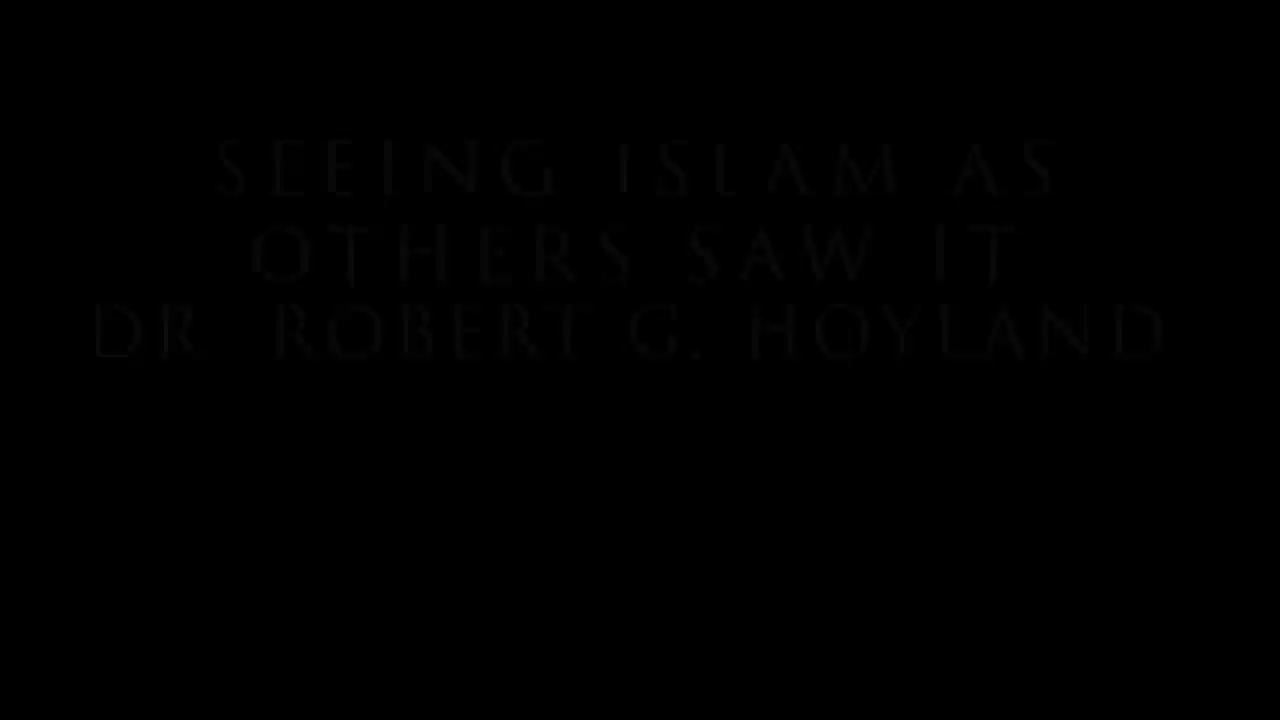 SEEING ISLAM AS
OTHERS SAW IT
DR. ROBERT G. HOYLAND